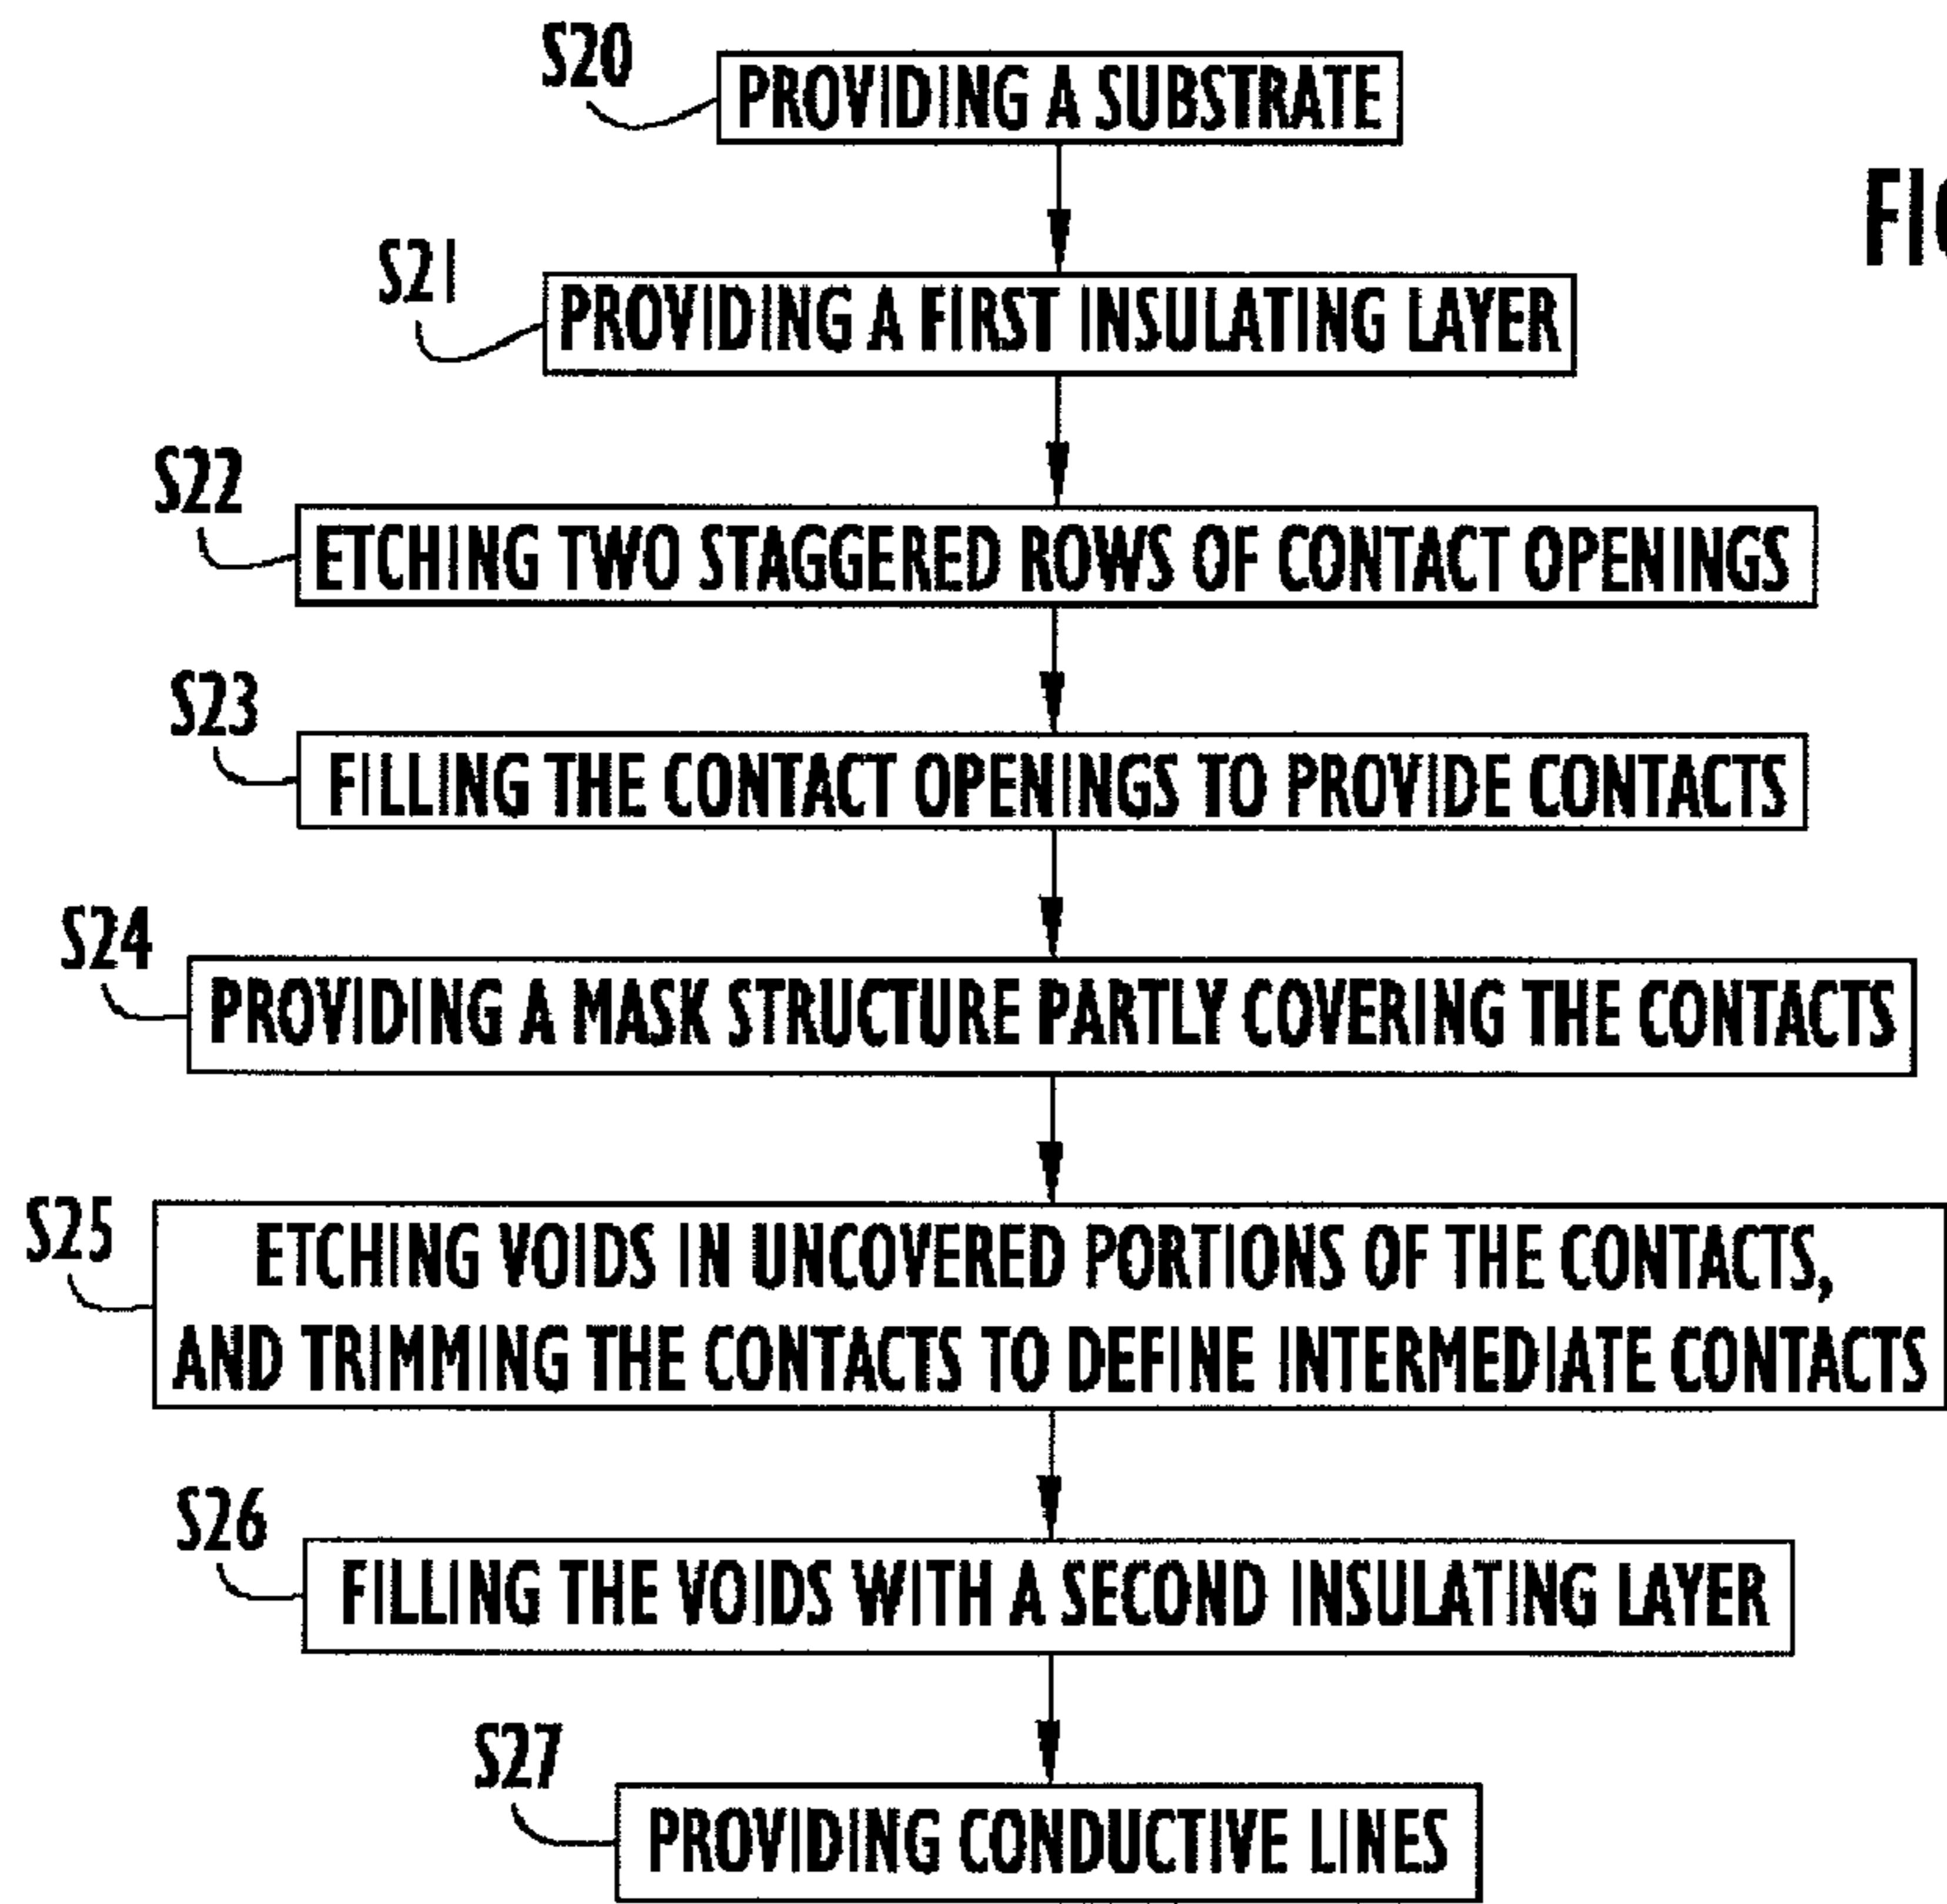 S20
PROVIDING A SUBSTRATE
S21
PROVIDING A FIRST INSULATING LAYER
S22
ETCHING TWO STAGGERED ROWS OF CONTACT OPENINGS
S23
FILLING THE CONTACT OPENINGS TO PROVIDE CONTACTS
S24
PROVIDING A MASK STRUCTURE PARTLY COVERING THE CONTACTS
S25
ETCHING VOIDS IN UNCOVERED PORTIONS OF THE CONTACTS,
AND TRIMMING THE CONTACTS TO DEFINE INTERMEDIATE CONTACTS
S26
FILLING THE VOIDS WITH A SECOND INSULATING LAYER
S27
PROVIDING CONDUCTIVE LINES